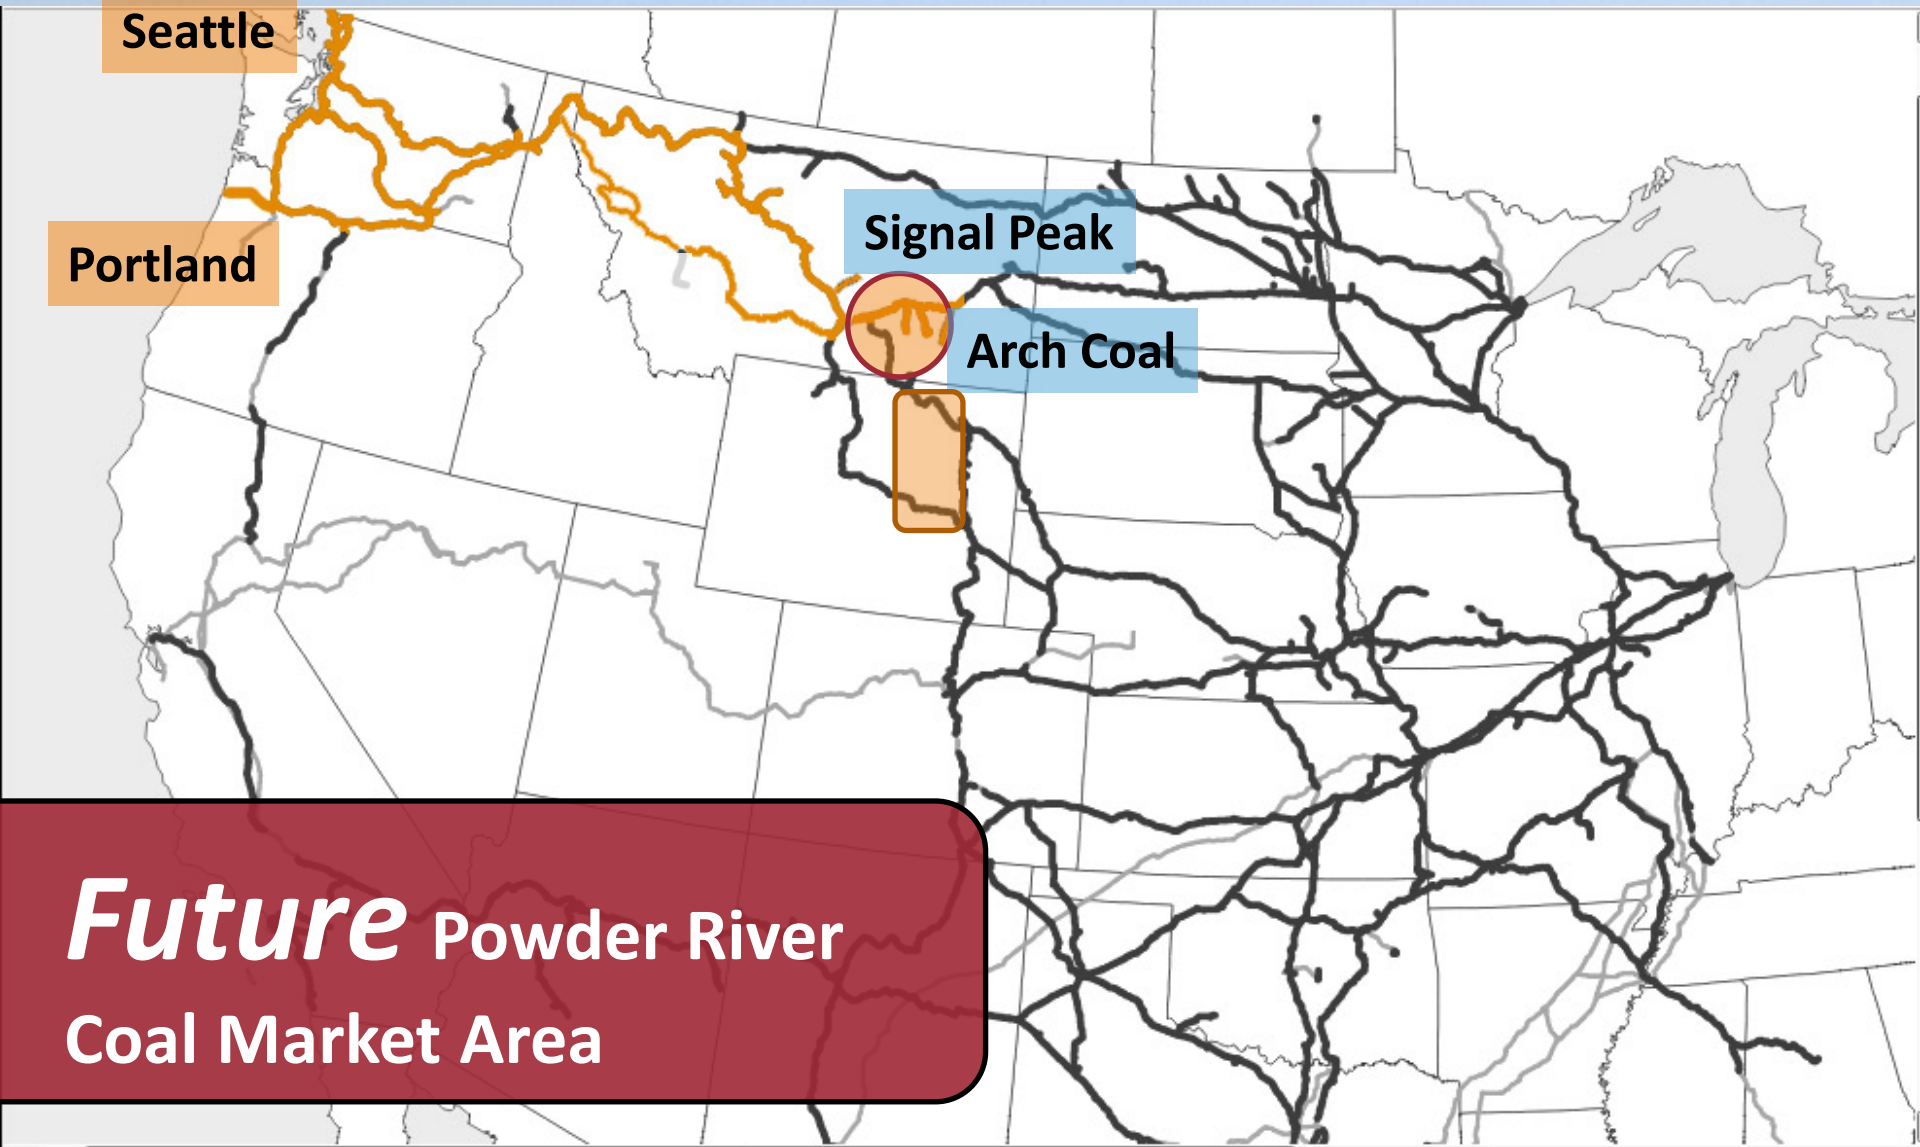 Seattle
Portland
Signal Peak
Arch Coal
Future Powder River
Coal Market Area